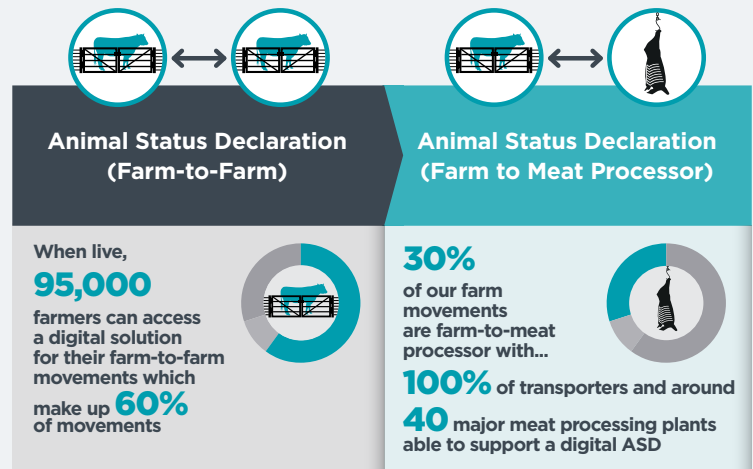 Animal Status Declaration
(Farm-to-Farm)
Animal Status Declaration
(Farm to Meat Processor)
When live,
95,000
farmers can access
a digital solution
for their farm-to-farm
movements which
make up 60%
of movements
30%
of our farm
movements
are farm-to-meat
processor with...
100% of transporters and around
40 major meat processing plants
able to support a digital ASD